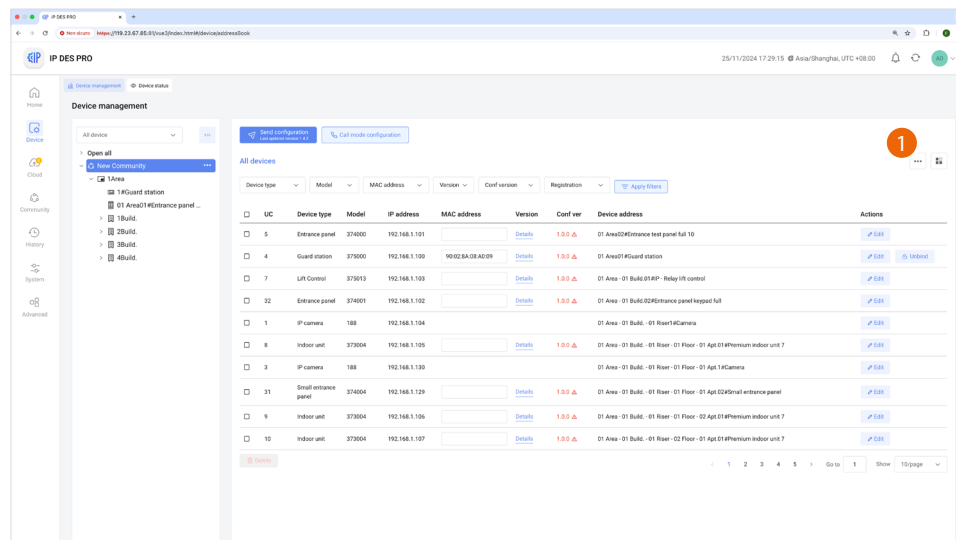 IP DES PRO
Non sicuro https://119.23.67.85:81/vue3/index.html#/device/addressBook
IP DES PRO
25/11/2024 17:29:15 @ Asia/Shanghai, UTC +08:00
AD
Device management
Device status
Home
Device management
Device
Cloud
Community
History
System
Advanced
All device
Open all
New Community
1Area
1#Guard station
01 Area01#Entrance panel ...
1Build.
2Build.
3Build.
4Build.
Send configuration
Call mode configuration
1
All devices
Device type Model MAC address Version Conf version Registration Apply filters
UC Device type Model IP address MAC address Version Conf ver Device address Actions
5 Entrance panel 374000 192.168.1.101 Details 1.0.0 01 Area02#Entrance test panel full 10 Edit
4 Guard station 375000 192.168.1.100 90:02:8A:08:A0:09 Details 1.0.0 01 Area01#Guard station Edit Unbind
7 Lift Control 375013 192.168.1.103 Details 1.0.0 01 Area - 01 Build.01#IP - Relay lift control Edit
32 Entrance panel 374001 192.168.1.102 Details 1.0.0 01 Area - 01 Build.02#Entrance panel keypad full Edit
1 IP camera 188 192.168.1.104 01 Area - 01 Build. - 01 Riser1#Camera Edit
8 Indoor unit 373004 192.168.1.105 Details 1.0.0 01 Area - 01 Build. - 01 Riser - 01 Floor - 01 Apt.01#Premium indoor unit 7 Edit
3 IP camera 188 192.168.1.130 01 Area - 01 Build. - 01 Riser - 01 Floor - 01 Apt.1#Camera Edit
31 Small entrance panel 374004 192.168.1.129 Details 1.0.0 01 Area - 01 Build. - 01 Riser - 01 Floor - 01 Apt.02#Small entrance panel Edit
9 Indoor unit 373004 192.168.1.106 Details 1.0.0 01 Area - 01 Build. - 01 Riser - 01 Floor - 02 Apt.01#Premium indoor unit 7 Edit
10 Indoor unit 373004 192.168.1.107 Details 1.0.0 01 Area - 01 Build. - 01 Riser - 02 Floor - 01 Apt.01#Premium indoor unit 7 Edit
Delete
1 2 3 4 5 Go to 1 Show 10/page